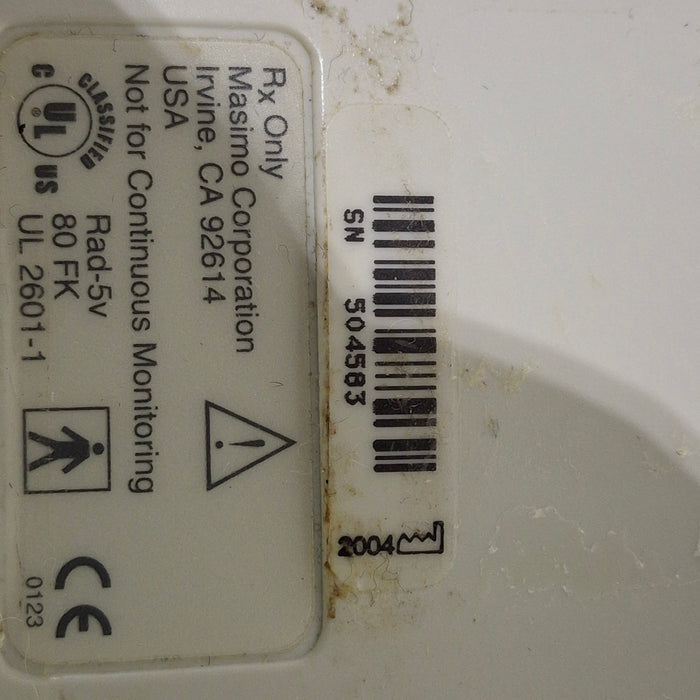 Rx Only
Masimo Corporation
Irvine, CA 92614
USA
Not for Continuous Monitoring
CLASSIFIED
C UL® US
Rad-5v
80 FK
UL 2601-1
CE
0123
SN 504583
2004